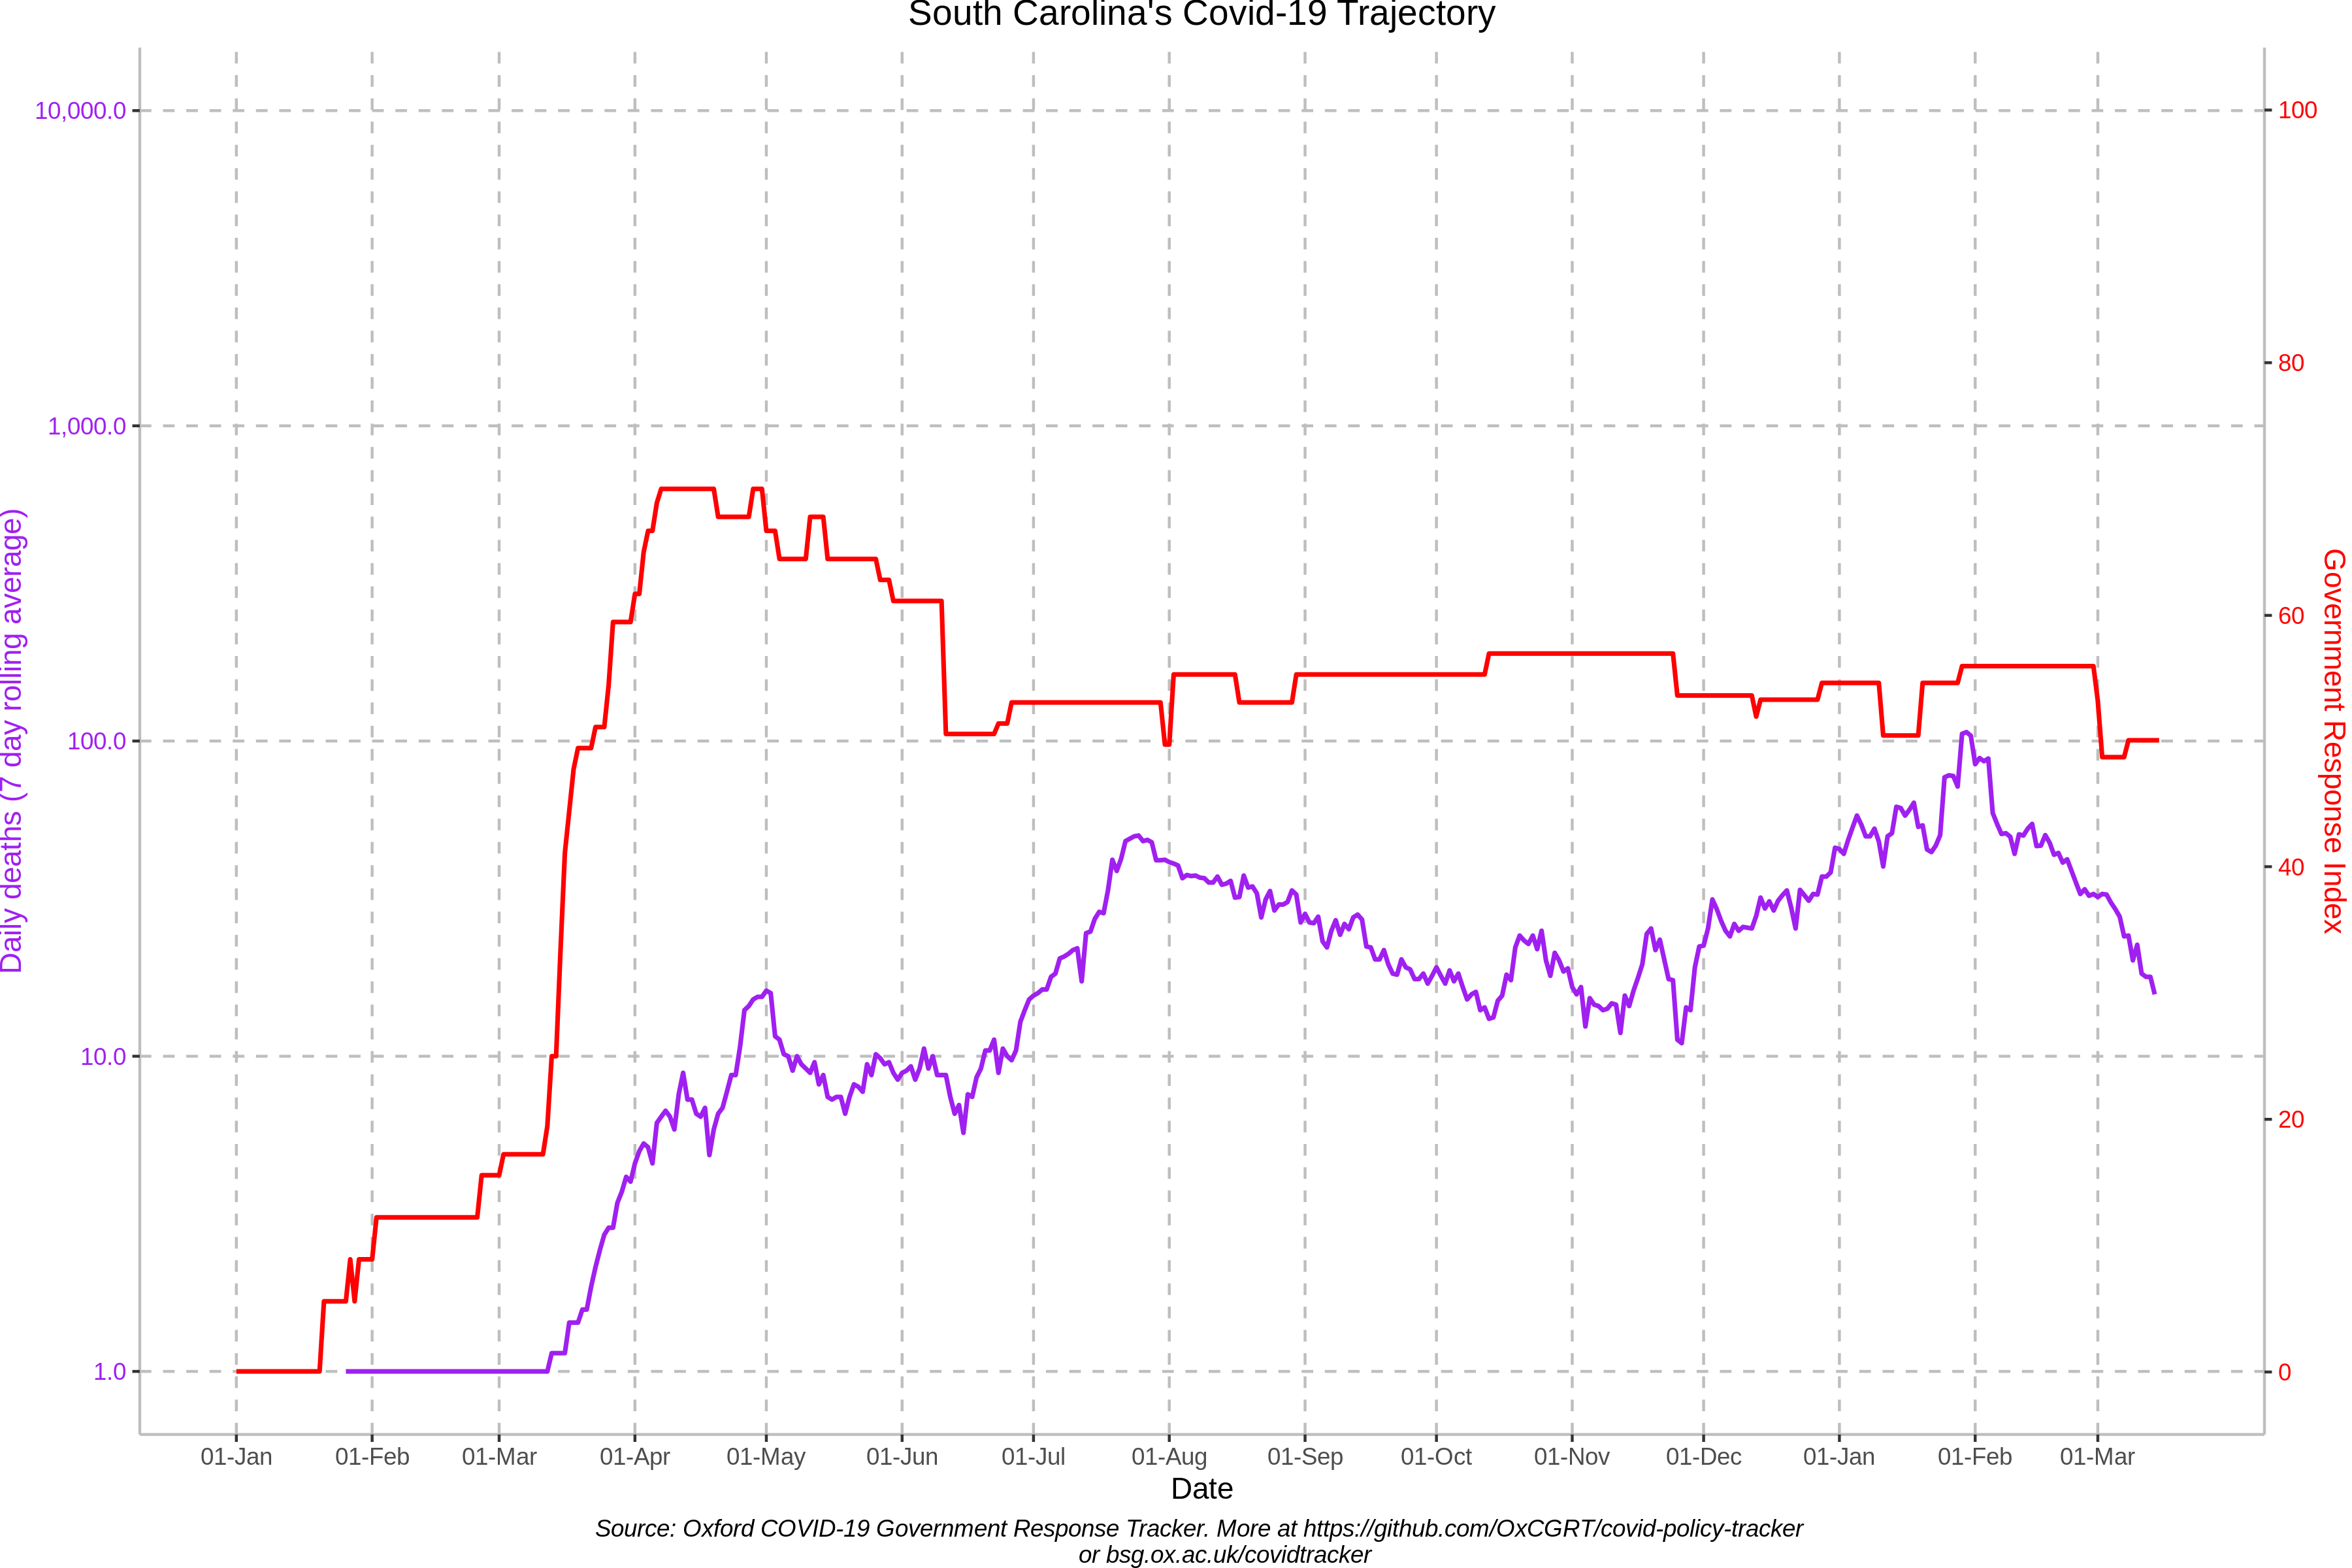 South Carolina's Covid-19 Trajectory
10,000.0
1,000.0
100.0
10.0
1.0
Daily deaths (7 day rolling average)
100
80
60
40
20
0
Government Response Index
01-Jan 01-Feb 01-Mar 01-Apr 01-May 01-Jun 01-Jul 01-Aug 01-Sep 01-Oct 01-Nov 01-Dec 01-Jan 01-Feb 01-Mar
Date
Source: Oxford COVID-19 Government Response Tracker. More at https://github.com/OxCGRT/covid-policy-tracker
or bsg.ox.ac.uk/covidtracker